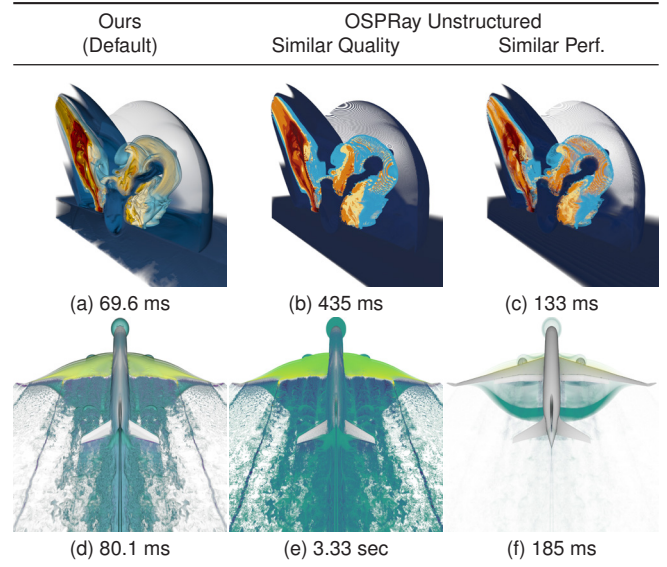 Ours OSPRay Unstructured
(Default) Similar Quality Similar Perf.
(a) 69.6 ms (b) 435 ms (c) 133 ms
(d) 80.1 ms (e) 3.33 sec (f) 185 ms